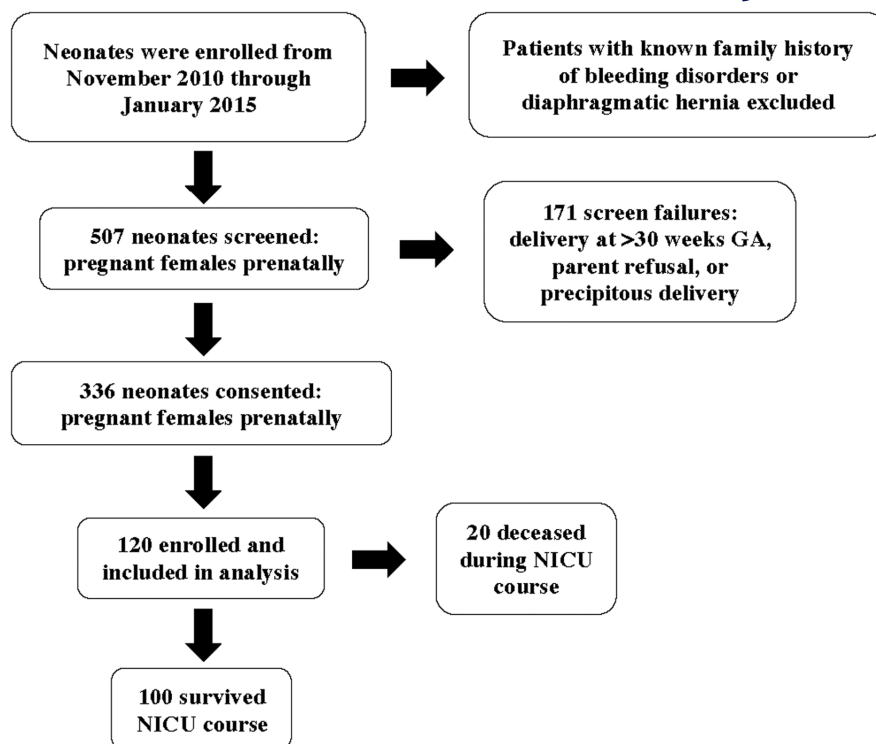 Neonates were enrolled from
November 2010 through
January 2015
Patients with known family history
of bleeding disorders or
diaphragmatic hernia excluded
507 neonates screened:
pregnant females prenatally
171 screen failures:
delivery at >30 weeks GA,
parent refusal, or
precipitous delivery
336 neonates consented:
pregnant females prenatally
120 enrolled and
included in analysis
20 deceased
during NICU
course
100 survived
NICU course